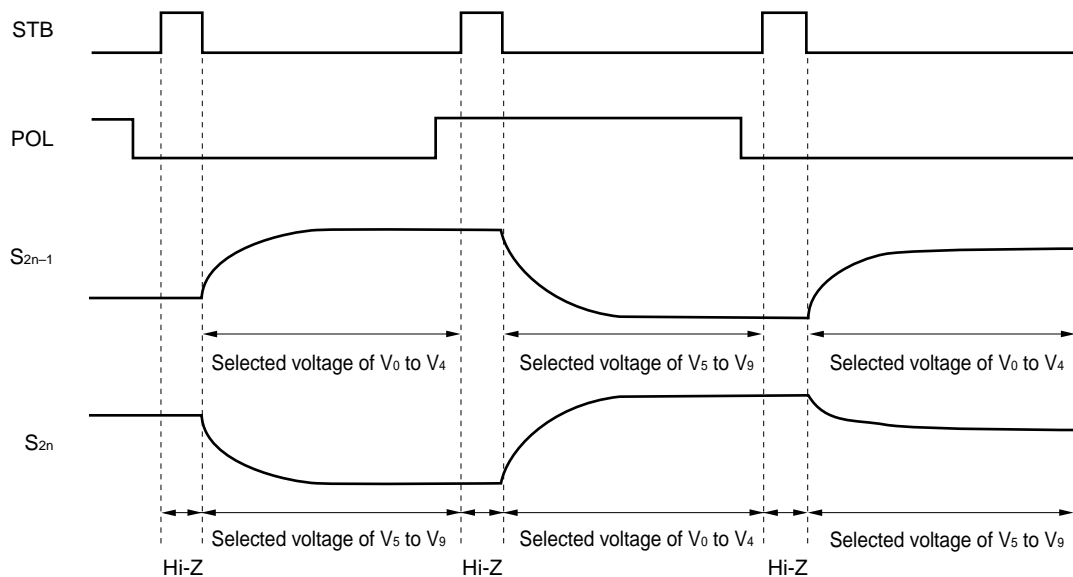 STB
POL
S2n–1
Selected voltage of V0 to V4 Selected voltage of V5 to V9 Selected voltage of V0 to V4
S2n
Selected voltage of V5 to V9 Selected voltage of V0 to V4 Selected voltage of V5 to V9
Hi-Z Hi-Z Hi-Z